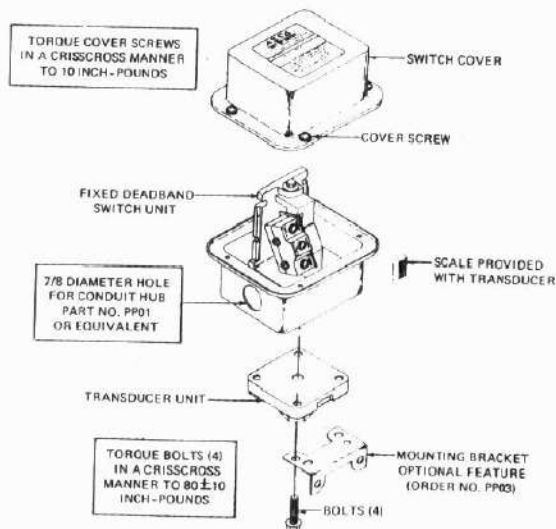 TORQUE COVER SCREWS
IN A CRISSCROSS MANNER
TO 10 INCH-POUNDS
SWITCH COVER
COVER SCREW
FIXED DEADBAND
SWITCH UNIT
7/8 DIAMETER HOLE
FOR CONDUIT HUB
PART NO. PP01
OR EQUIVALENT
SCALE PROVIDED
WITH TRANSDUCER
TRANSDUCER UNIT
TORQUE BOLTS (4)
IN A CRISSCROSS
MANNER TO 80±10
INCH-POUNDS
MOUNTING BRACKET
OPTIONAL FEATURE
(ORDER NO. PP03)
BOLTS (4)